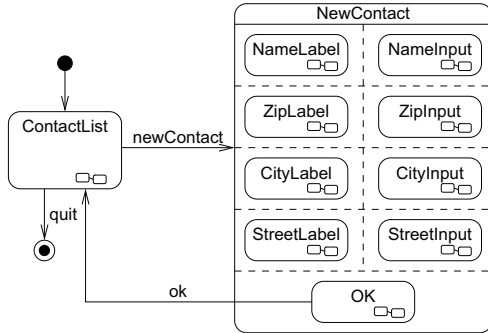 NewContact
NameLabel NameInput
ContactList
ZipLabel ZipInput
newContact
CityLabel CityInput
quit
StreetLabel StreetInput
ok
OK